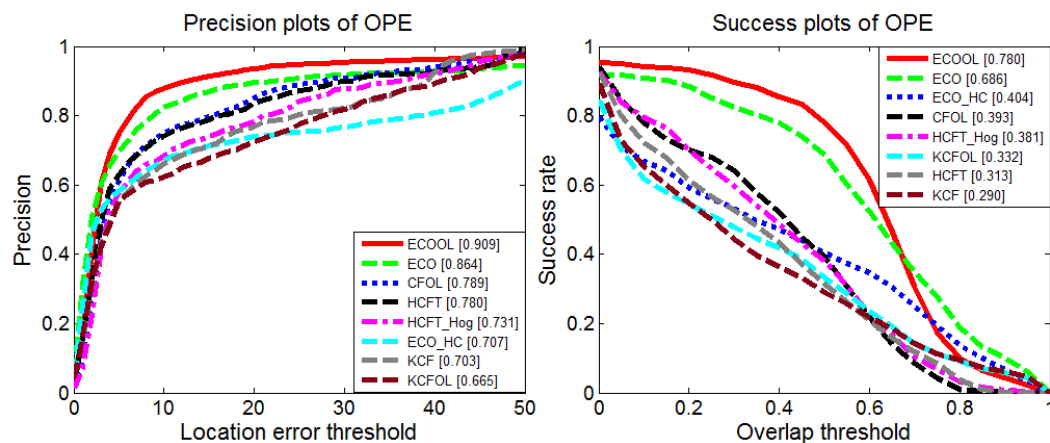 Precision plots of OPE
Precision
1
0.8
0.6
0.4
0.2
0
0 10 20 30 40 50
Location error threshold
ECOOL [0.909]
ECO [0.864]
CFOL [0.789]
HCFT [0.780]
HCFT_Hog [0.731]
ECO_HC [0.707]
KCF [0.703]
KCFOL [0.665]
Success plots of OPE
Success rate
1
0.8
0.6
0.4
0.2
0
0 0.2 0.4 0.6 0.8 1
Overlap threshold
ECOOL [0.780]
ECO [0.686]
ECO_HC [0.404]
CFOL [0.393]
HCFT_Hog [0.381]
KCFOL [0.332]
HCFT [0.313]
KCF [0.290]